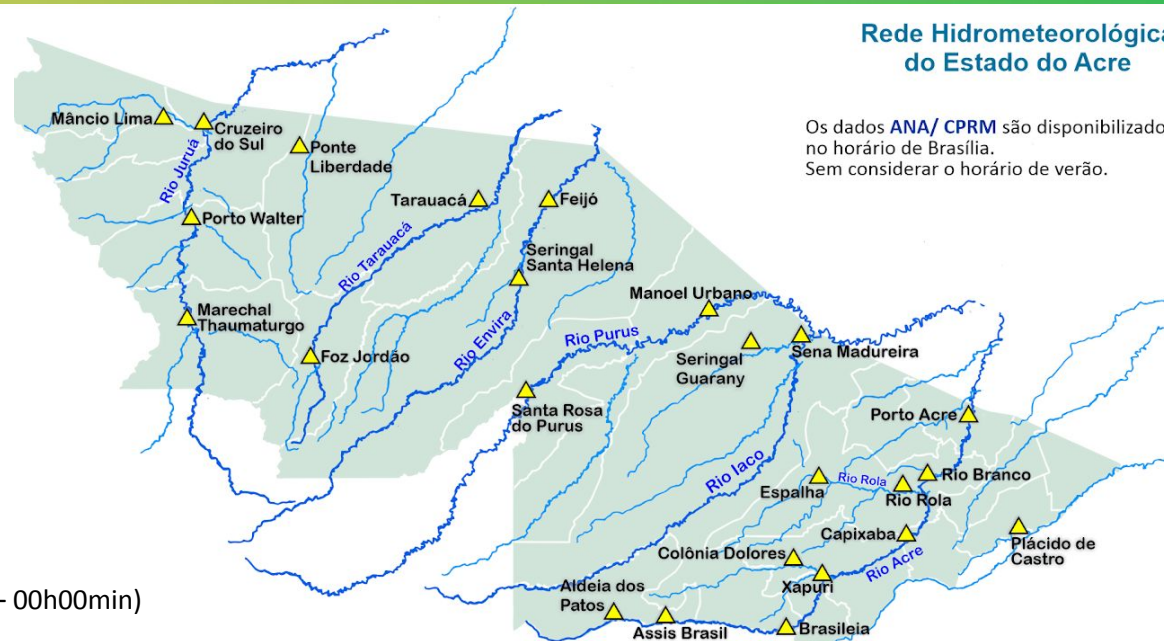 Rede Hidrometeorológica
do Estado do Acre
Os dados ANA/ CPRM são disponibilizado
no horário de Brasília.
Sem considerar o horário de verão.
Mâncio Lima
Cruzeiro
do Sul
Ponte
Liberdade
Rio Juruá
Tarauacá
Feijó
Porto Walter
Rio Tarauacá
Seringal
Santa Helena
Manoel Urbano
Marechal
Thaumaturgo
Rio Envira
Rio Purus
Foz Jordão
Seringal
Guarany
Sena Madureira
Santa Rosa
do Purus
Porto Acre
Rio Iaco
Espalha
Rio Rola
Rio Rola
Rio Branco
Capixaba
Plácido de
Castro
Colônia Dolores
Rio Acre
Xapuri
Aldeia dos
Patos
- 00h00min)
Assis Brasil
Brasileia